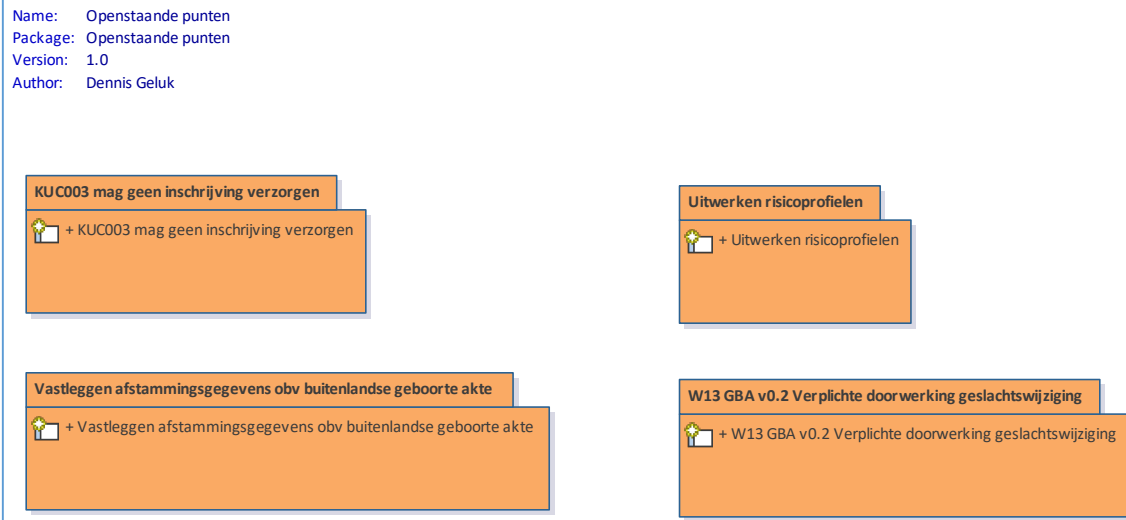 Name: Openstaande punten
Package: Openstaande punten
Version: 1.0
Author: Dennis Geluk
KUC003 mag geen inschrijving verzorgen
+ KUC003 mag geen inschrijving verzorgen
Uitwerken risicoprofielen
+ Uitwerken risicoprofielen
Vastleggen afstammingsgegevens obv buitenlandse geboorte akte
+ Vastleggen afstammingsgegevens obv buitenlandse geboorte akte
W13 GBA v0.2 Verplichte doorwerking geslachtswijziging
+ W13 GBA v0.2 Verplichte doorwerking geslachtswijziging